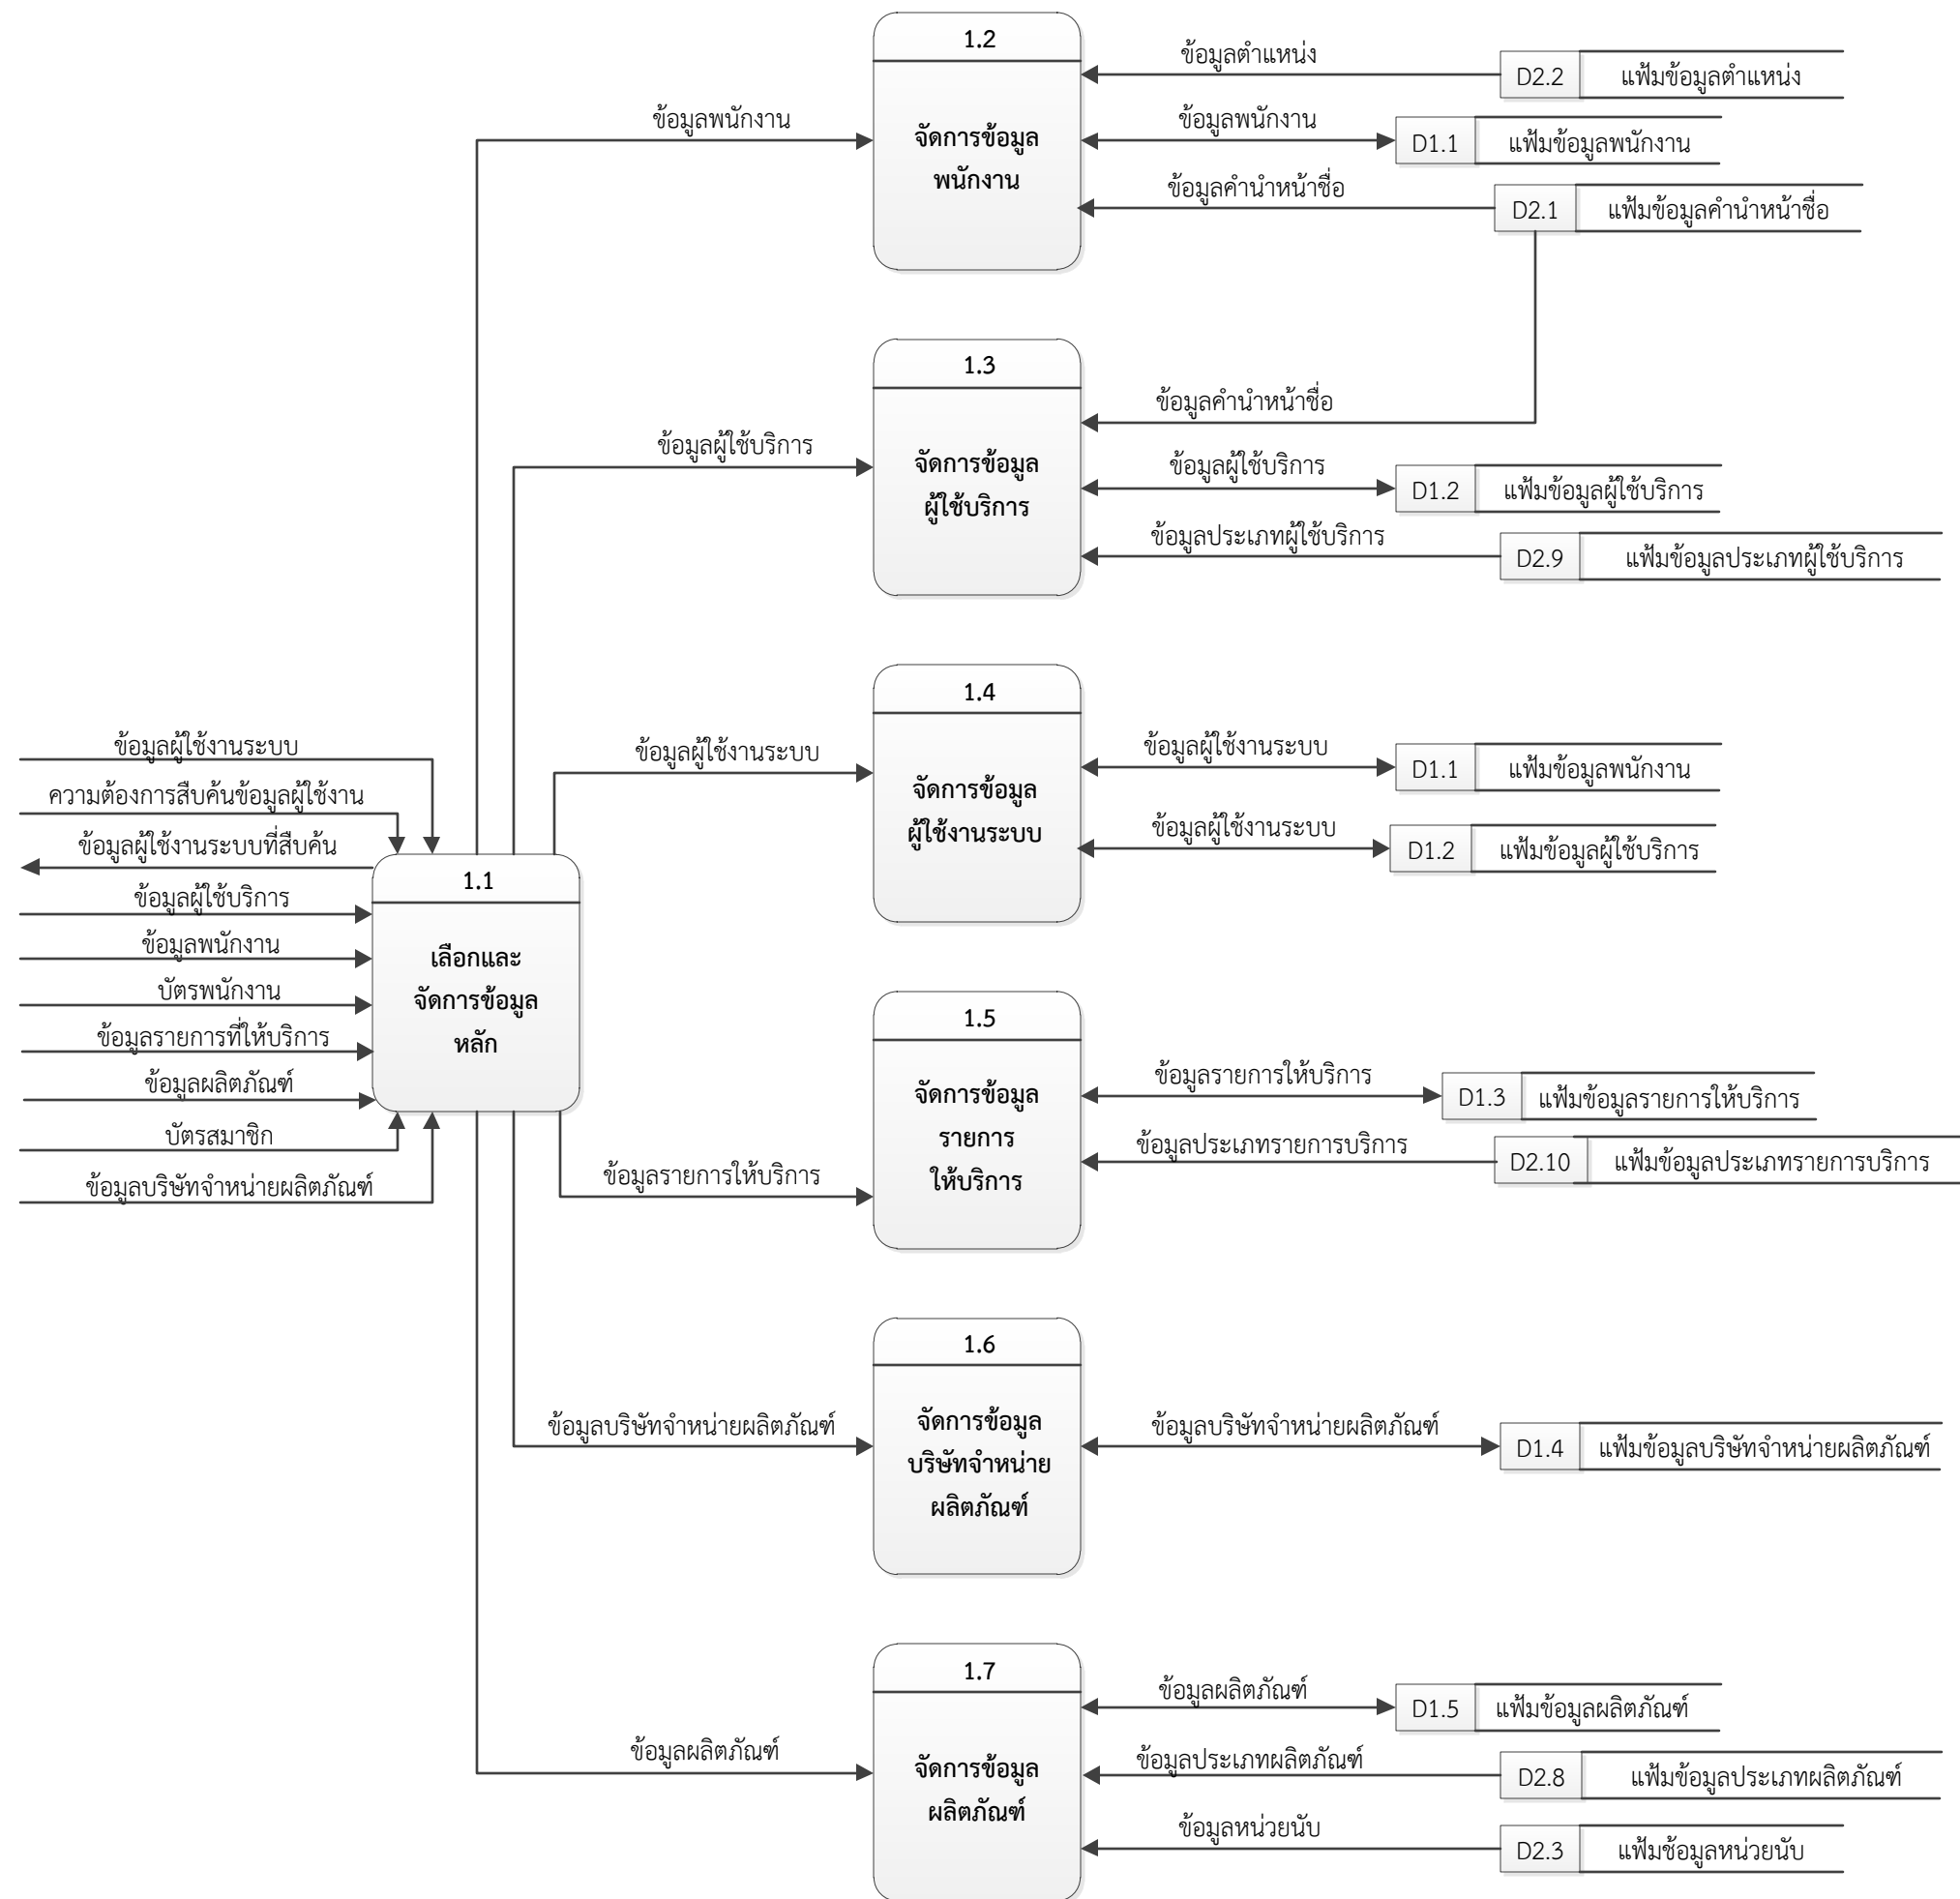 1.2
จัดการข้อมูล
พนักงาน
ข้อมูลพนักงาน
ข้อมูลตำแหน่ง
D2.2
แฟ้มข้อมูลตำแหน่ง
ข้อมูลพนักงาน
D1.1
แฟ้มข้อมูลพนักงาน
ข้อมูลคำนำหน้าชื่อ
D2.1
แฟ้มข้อมูลคำนำหน้าชื่อ
1.3
จัดการข้อมูล
ผู้ใช้บริการ
ข้อมูลผู้ใช้บริการ
ข้อมูลคำนำหน้าชื่อ
ข้อมูลผู้ใช้บริการ
D1.2
แฟ้มข้อมูลผู้ใช้บริการ
ข้อมูลประเภทผู้ใช้บริการ
D2.9
แฟ้มข้อมูลประเภทผู้ใช้บริการ
1.4
จัดการข้อมูล
ผู้ใช้งานระบบ
ข้อมูลผู้ใช้งานระบบ
ข้อมูลผู้ใช้งานระบบ
D1.1
แฟ้มข้อมูลพนักงาน
ข้อมูลผู้ใช้งานระบบ
D1.2
แฟ้มข้อมูลผู้ใช้บริการ
ข้อมูลผู้ใช้งานระบบ
ความต้องการสืบค้นข้อมูลผู้ใช้งาน
ข้อมูลผู้ใช้งานระบบที่สืบค้น
ข้อมูลผู้ใช้บริการ
ข้อมูลพนักงาน
บัตรพนักงาน
ข้อมูลรายการที่ให้บริการ
ข้อมูลผลิตภัณฑ์
บัตรสมาชิก
ข้อมูลบริษัทจำหน่ายผลิตภัณฑ์
1.1
เลือกและ
จัดการข้อมูล
หลัก
1.5
จัดการข้อมูล
รายการ
ให้บริการ
ข้อมูลรายการให้บริการ
ข้อมูลรายการให้บริการ
D1.3
แฟ้มข้อมูลรายการให้บริการ
ข้อมูลประเภทรายการบริการ
D2.10
แฟ้มข้อมูลประเภทรายการบริการ
1.6
จัดการข้อมูล
บริษัทจำหน่าย
ผลิตภัณฑ์
ข้อมูลบริษัทจำหน่ายผลิตภัณฑ์
ข้อมูลบริษัทจำหน่ายผลิตภัณฑ์
D1.4
แฟ้มข้อมูลบริษัทจำหน่ายผลิตภัณฑ์
1.7
จัดการข้อมูล
ผลิตภัณฑ์
ข้อมูลผลิตภัณฑ์
ข้อมูลผลิตภัณฑ์
D1.5
แฟ้มข้อมูลผลิตภัณฑ์
ข้อมูลประเภทผลิตภัณฑ์
D2.8
แฟ้มข้อมูลประเภทผลิตภัณฑ์
ข้อมูลหน่วยนับ
D2.3
แฟ้มช้อมูลหน่วยนับ